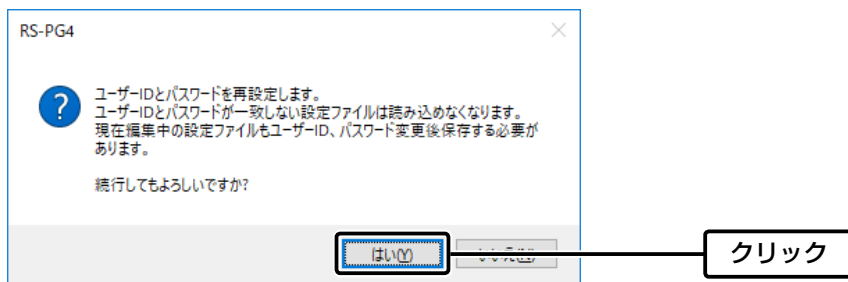 RS-PG4
ユーザーIDとパスワードを再設定します。
ユーザーIDとパスワードが一致しない設定ファイルは読み込めなくなります。
現在編集中の設定ファイルもユーザーID、パスワード変更後保存する必要が
あります。
続行してもよろしいですか?
はい(Y)
いいえ(N)
クリック